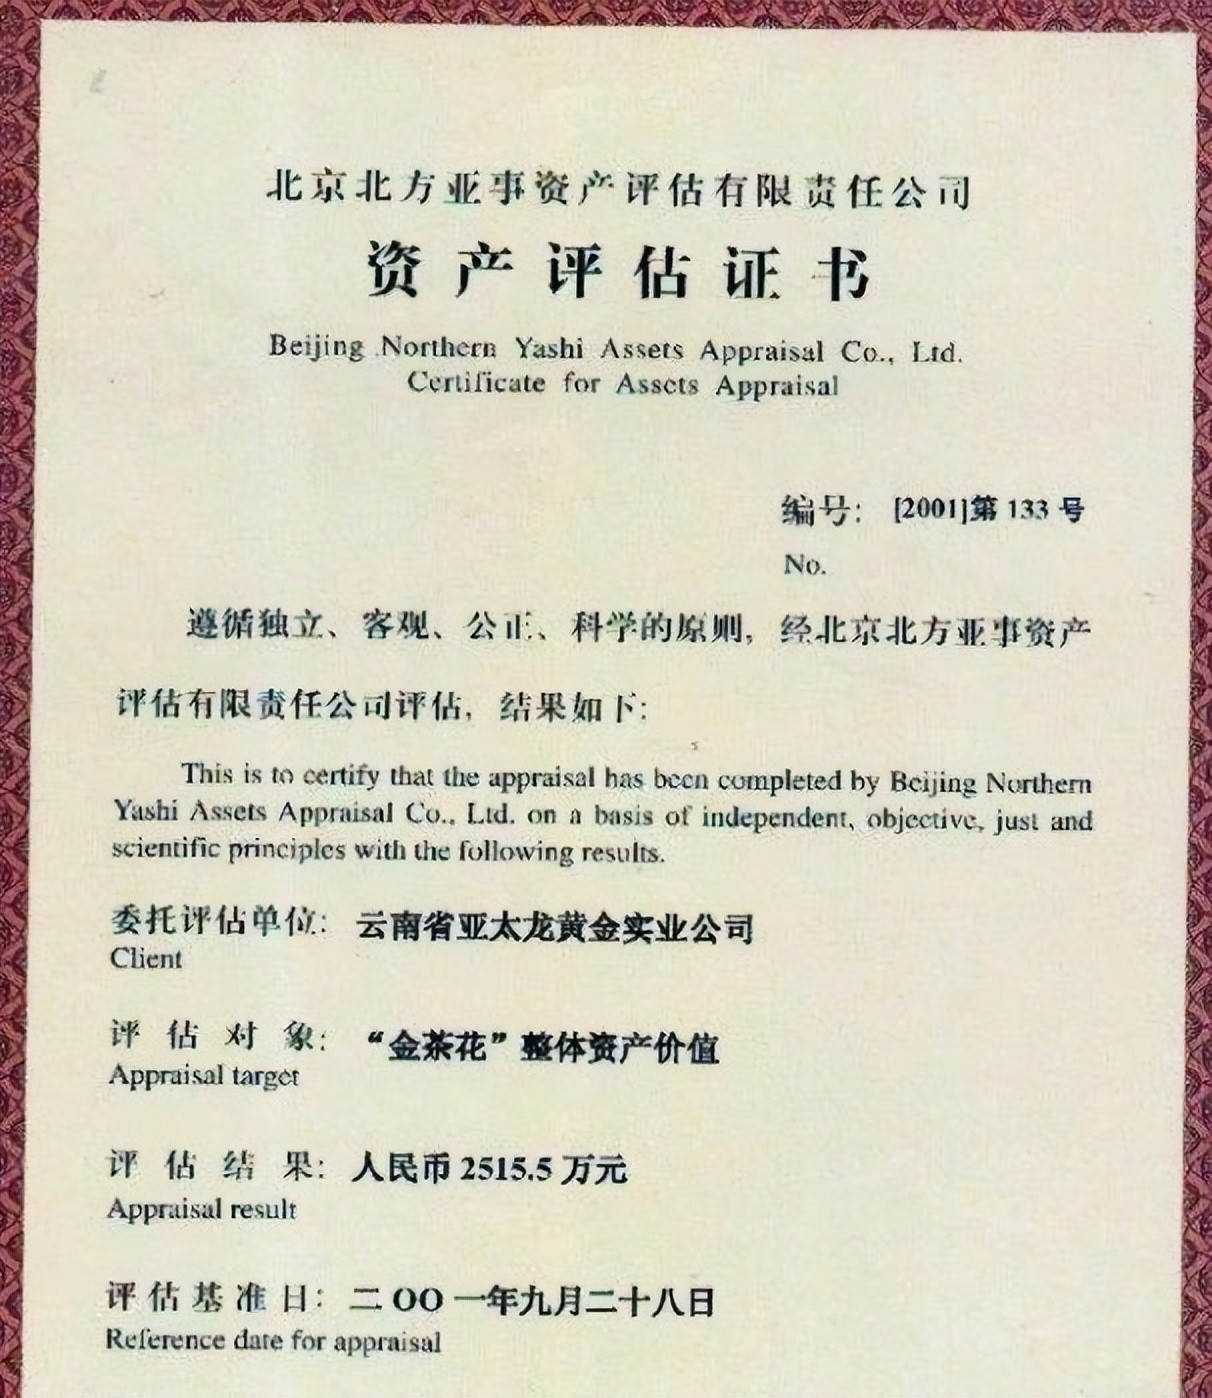 北京北方亚事资产评估有限责任公司
资产评估证书
Beijing Northern Yashi Assets Appraisal Co., Ltd.
Certificate for Assets Appraisal
编号: [2001]第 133 号
No.
遵循独立、客观、公正、科学的原则, 经北京北方亚事资产
评估有限责任公司评估, 结果如下:
This is to certify that the appraisal has been completed by Beijing Northern
Yashi Assets Appraisal Co., Ltd. on a basis of independent, objective, just and
scientific principles with the following results.
委托评估单位: 云南省亚太龙黄金实业公司
Client
评估对象: “金茶花”整体资产价值
Appraisal target
评估结果: 人民币 2515.5 万元
Appraisal result
评估基准日: 二OO一年九月二十八日
Reference date for appraisal